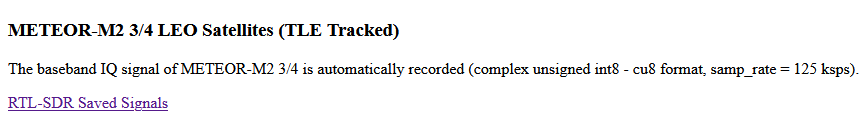 METEOR-M2 3/4 LEO Satellites (TLE Tracked)
The baseband IQ signal of METEOR-M2 3/4 is automatically recorded (complex unsigned int8 - cu8 format, samp_rate = 125 ksps).
RTL-SDR Saved Signals